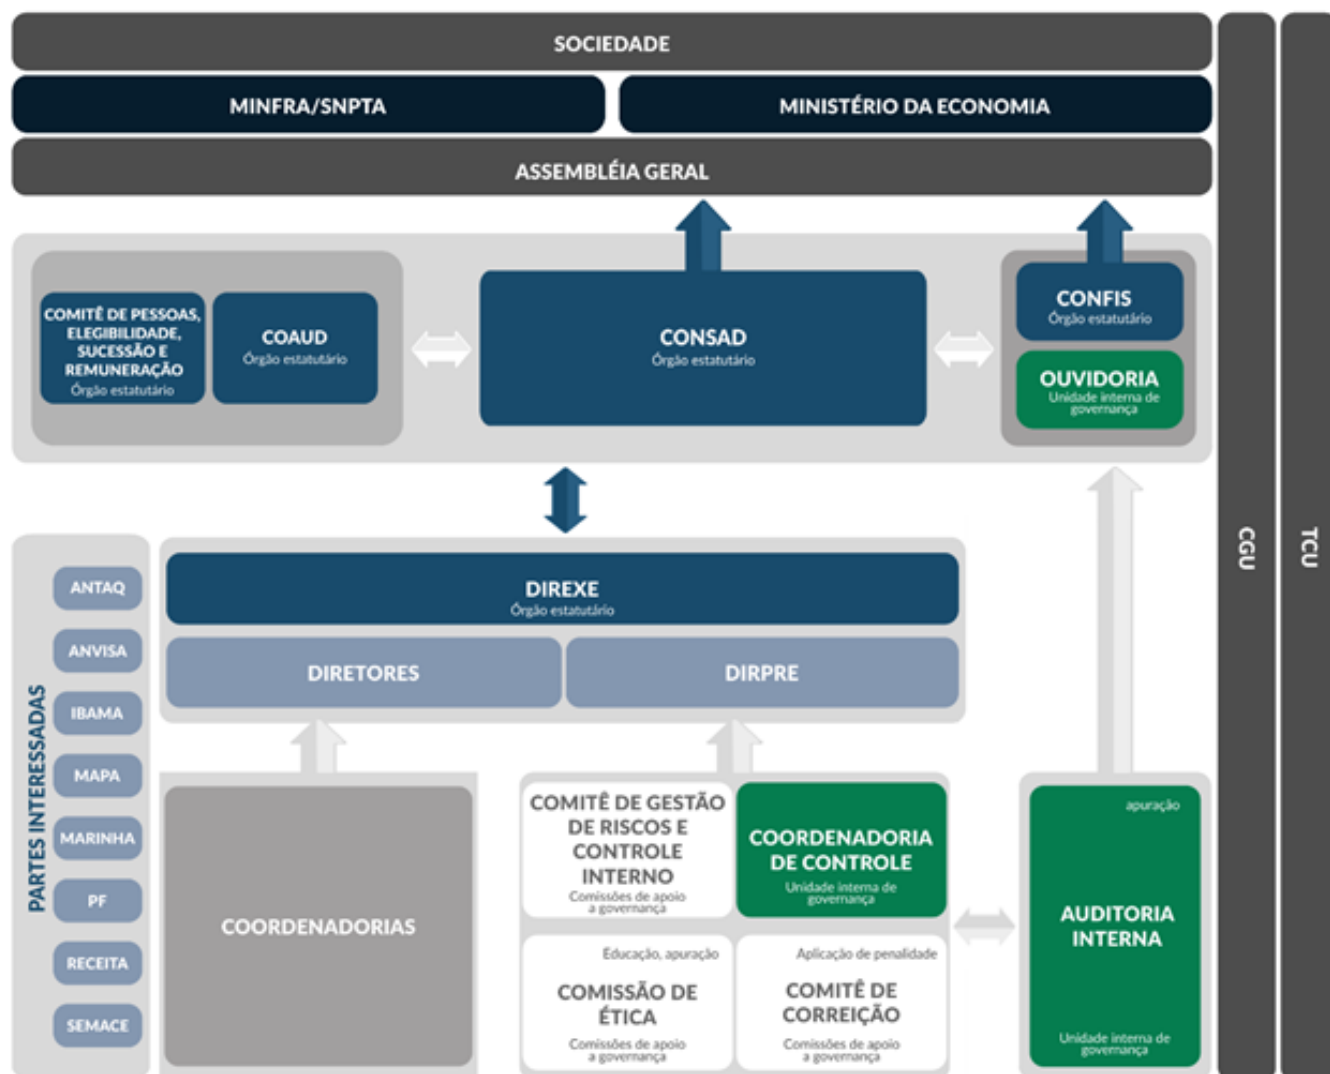 SOCIEDADE
MINFRA/SNPTA
MINISTÉRIO DA ECONOMIA
ASSEMBLÉIA GERAL
COMITÊ DE PESSOAS,
ELEGIBILIDADE,
SUCESSÃO E
REMUNERAÇÃO
Órgão estatutário
COAUD
Órgão estatutário
CONSAD
Órgão estatutário
CONFIS
Órgão estatutário
OUVIDORIA
Unidade interna de
governança
CGU
TCU
PARTES INTERESSADAS
ANTAQ
ANVISA
IBAMA
MAPA
MARINHA
PF
RECEITA
SEMACE
DIREXE
Órgão estatutário
DIRETORES
DIRPRE
COORDENADORIAS
COMITÊ DE GESTÃO
DE RISCOS E
CONTROLE
INTERNO
Comissões de apoio
a governança
COORDENADORIA
DE CONTROLE
Unidade interna de
governança
Educação, apuração
COMISSÃO DE
ÉTICA
Comissões de apoio
a governança
Aplicação de penalidade
COMITÊ DE
CORREIÇÃO
Comissões de apoio
a governança
apuração
AUDITORIA
INTERNA
Unidade interna de
governança